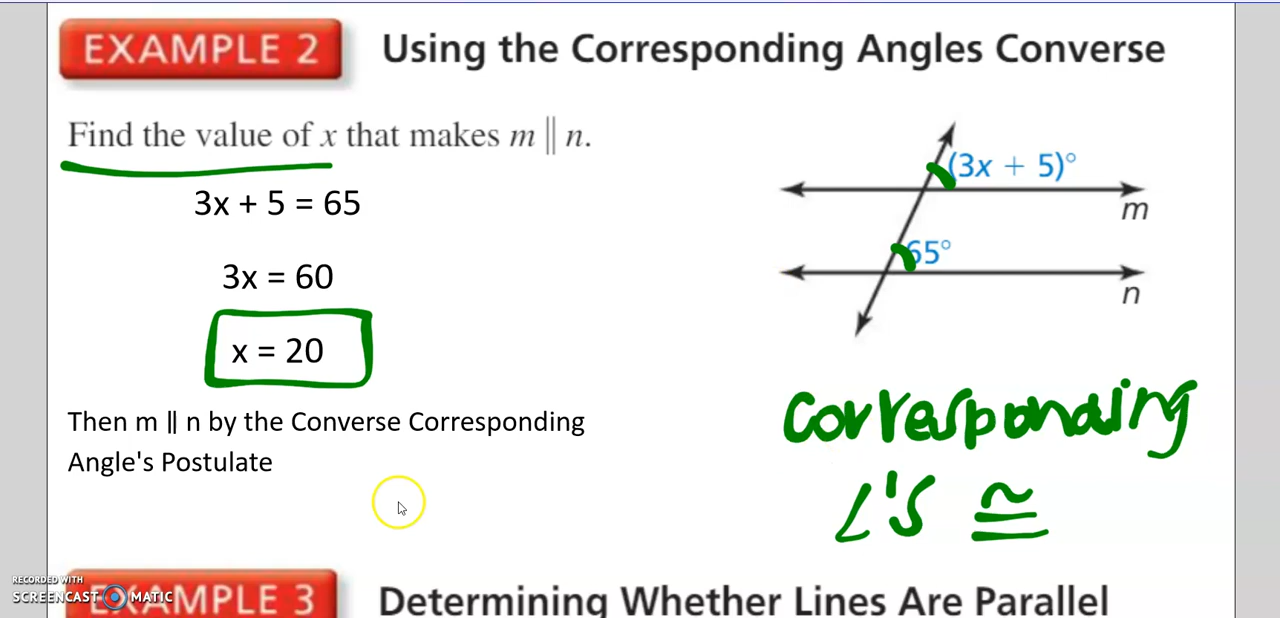 EXAMPLE 2 Using the Corresponding Angles Converse
Find the value of x that makes m ∥ n.
3x + 5 = 65
3x = 60
x = 20
Then m ∥ n by the Converse Corresponding
Angle's Postulate
(3x + 5)°
m
65°
n
corresponding
∠'s ≅
RECORDED WITH
SCREENCAST MATIC
EXAMPLE 3 Determining Whether Lines Are Parallel